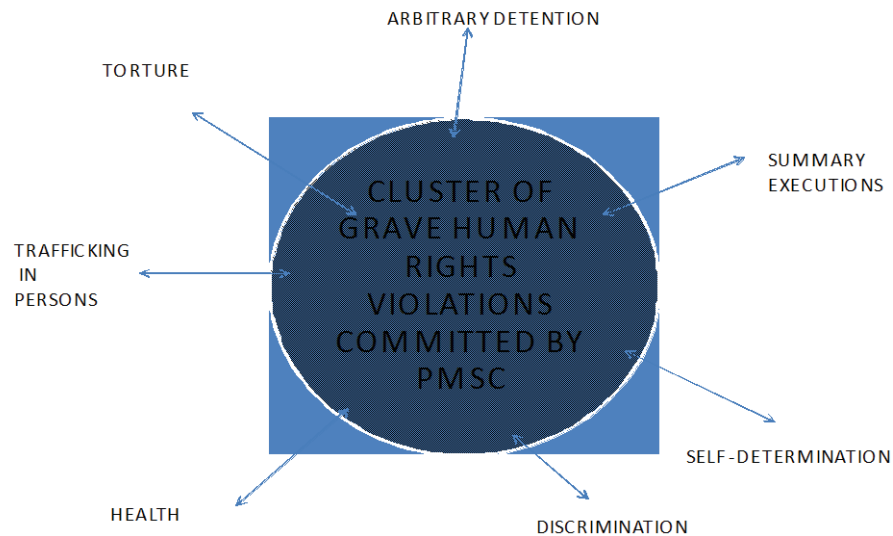 ARBITRARY DETENTION
TORTURE
SUMMARY
EXECUTIONS
CLUSTER OF
GRAVE HUMAN
RIGHTS
VIOLATIONS
COMMITTED BY
PMSC
TRAFFICKING
IN
PERSONS
SELF-DETERMINATION
HEALTH
DISCRIMINATION